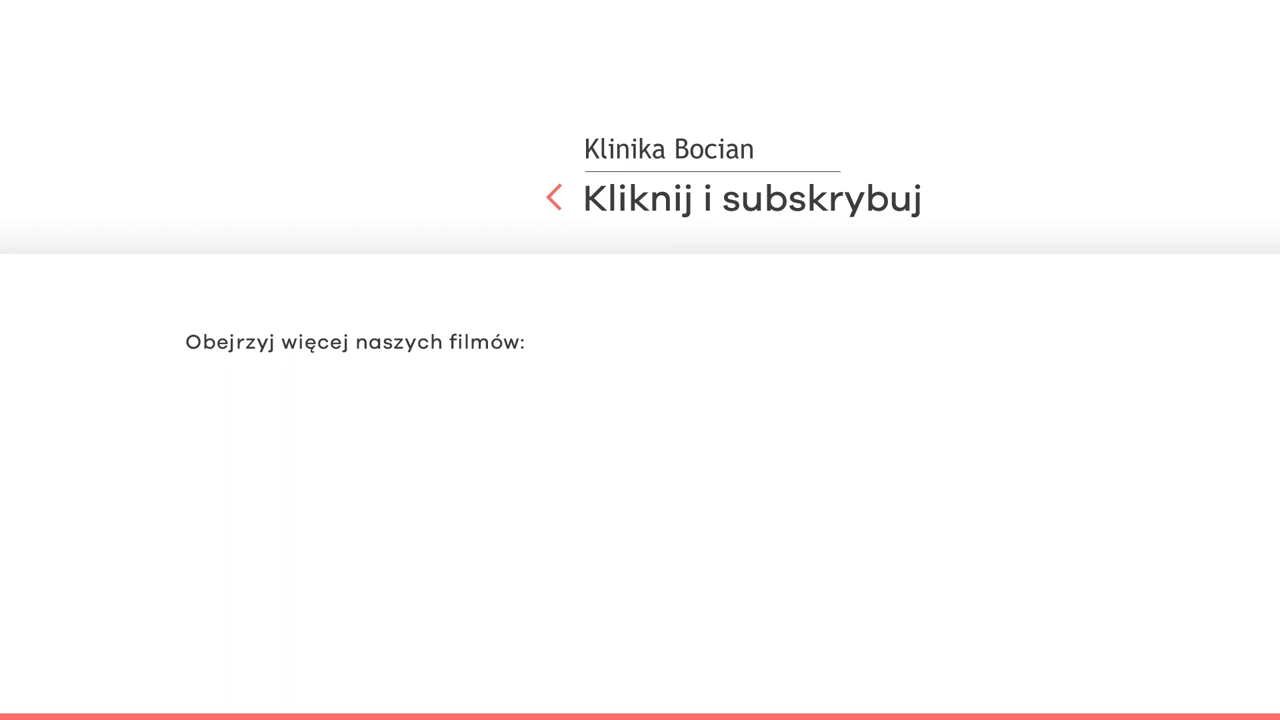 Klinika Bocian
Kliknij i subskrybuj
Obejrzyj więcej naszych filmów: